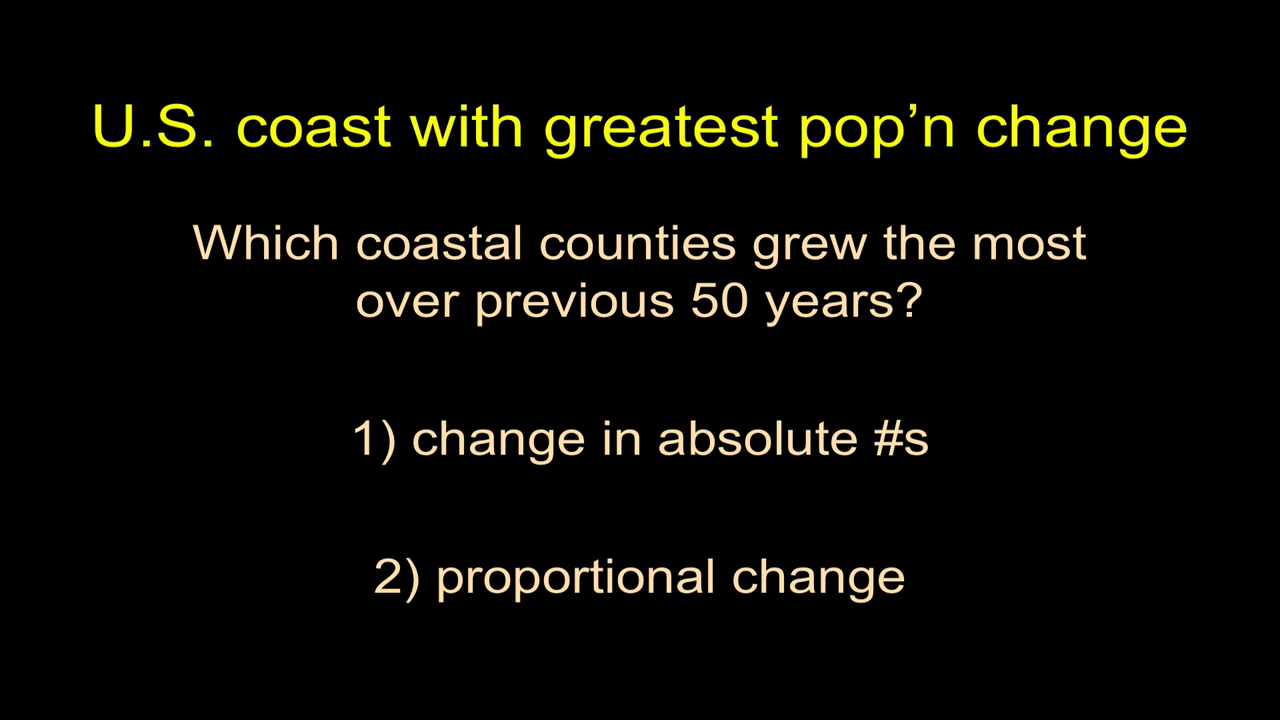 U.S. coast with greatest pop’n change
Which coastal counties grew the most
over previous 50 years?
1) change in absolute #s
2) proportional change